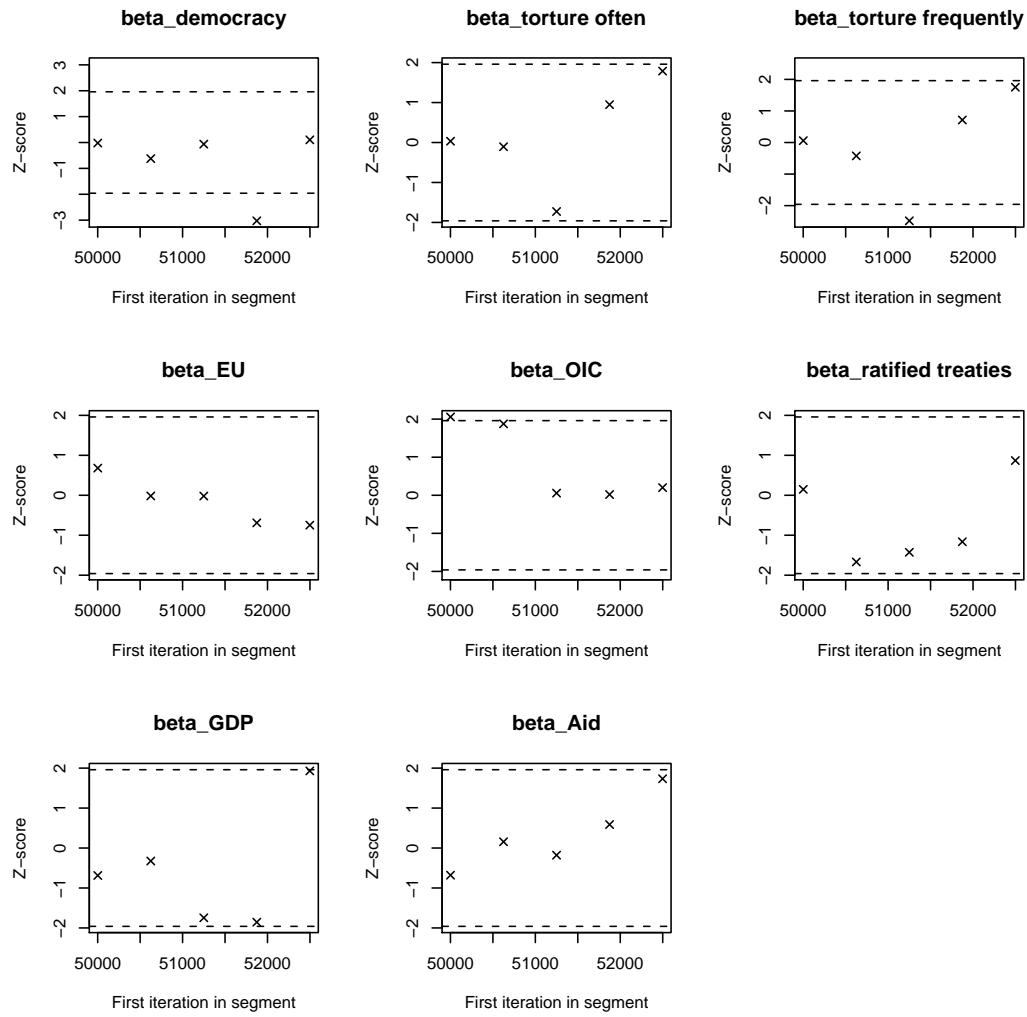 beta_democracy
Z−score
3
2
−1
−3
50000 51000 52000
First iteration in segment
beta_torture often
Z−score
2
1
0
−1
−2
50000 51000 52000
First iteration in segment
beta_torture frequently
Z−score
2
0
−2
50000 51000 52000
First iteration in segment
beta_EU
Z−score
2
1
0
−1
−2
50000 51000 52000
First iteration in segment
beta_OIC
Z−score
2
1
0
−1
−2
50000 51000 52000
First iteration in segment
beta_ratified treaties
Z−score
2
1
0
−1
−2
50000 51000 52000
First iteration in segment
beta_GDP
Z−score
2
1
0
−1
−2
50000 51000 52000
First iteration in segment
beta_Aid
Z−score
2
1
0
−1
−2
50000 51000 52000
First iteration in segment